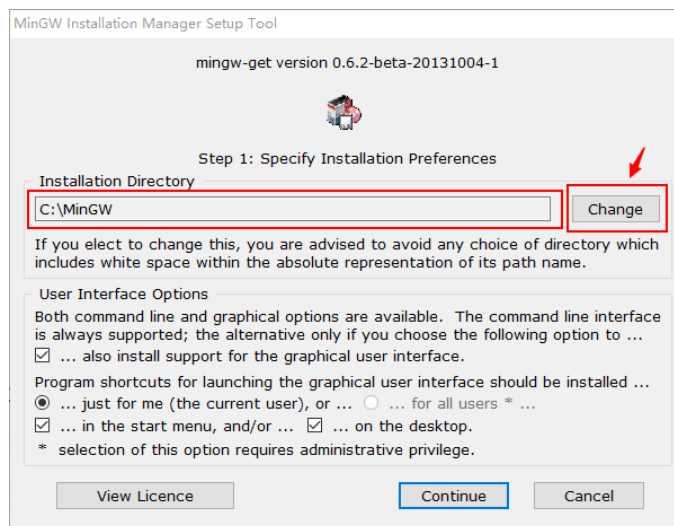 MinGW Installation Manager Setup Tool
mingw-get version 0.6.2-beta-20131004-1
Step 1: Specify Installation Preferences
Installation Directory
C:\MinGW
Change
If you elect to change this, you are advised to avoid any choice of directory which
includes white space within the absolute representation of its path name.
User Interface Options
Both command line and graphical options are available. The command line interface
is always supported; the alternative only if you choose the following option to ...
... also install support for the graphical user interface.
Program shortcuts for launching the graphical user interface should be installed ...
... just for me (the current user), or ... ... for all users * ...
... in the start menu, and/or ... ... on the desktop.
* selection of this option requires administrative privilege.
View Licence Continue Cancel